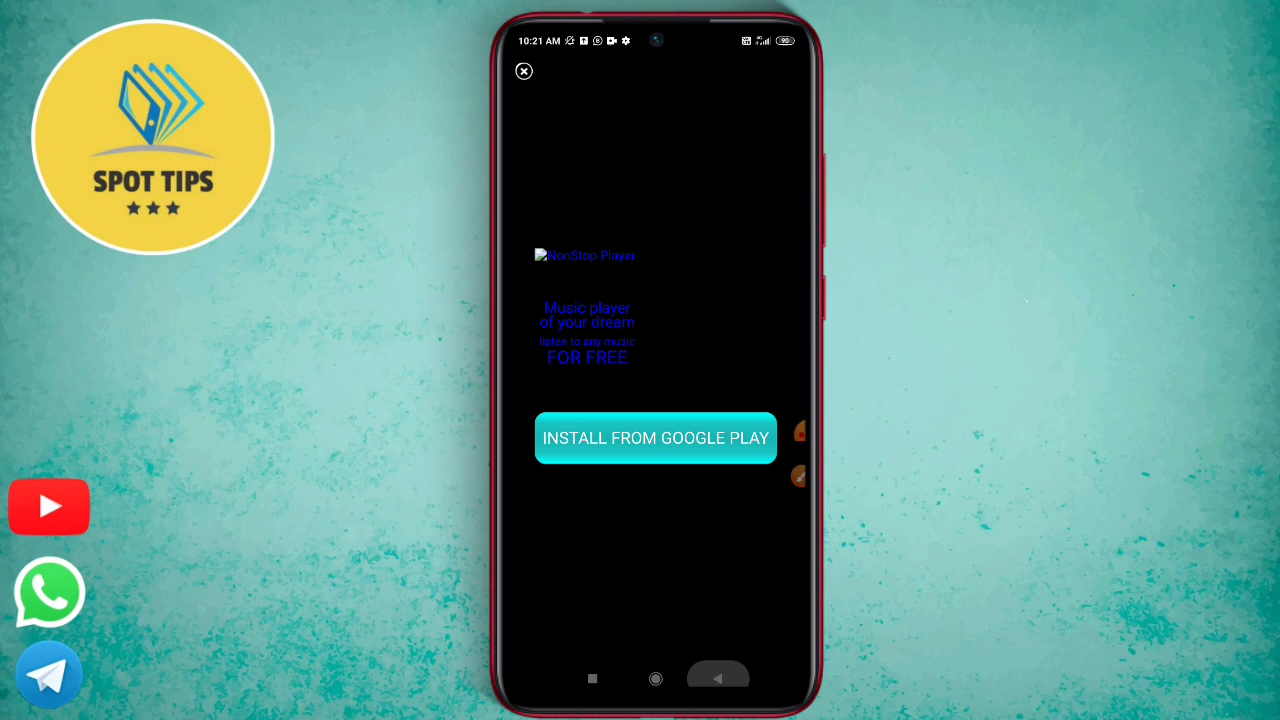 SPOT TIPS
10:21 AM
90
NonStop Player
Music player
of your dream
listen to any music
FOR FREE
INSTALL FROM GOOGLE PLAY